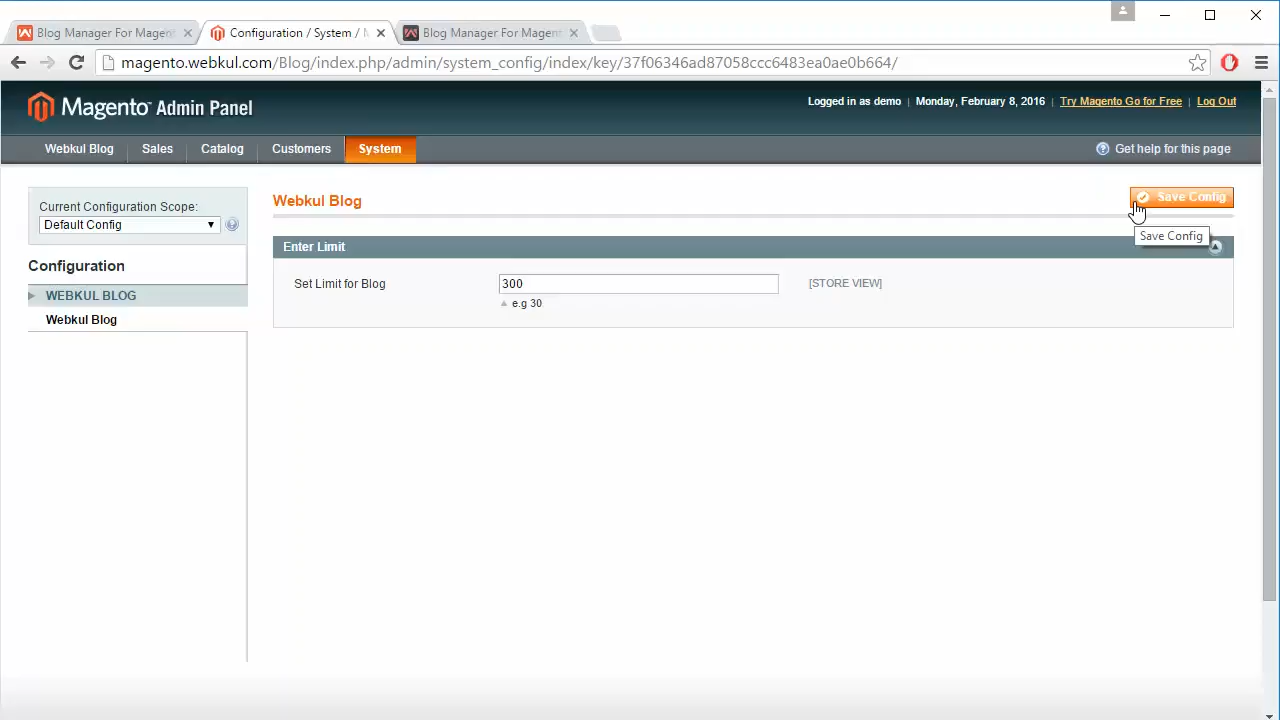 Blog Manager For Magen
Configuration / System / M
Blog Manager For Magen
magento.webkul.com/Blog/index.php/admin/system_config/index/key/37f06346ad87058ccc6483ea0ae0b664/
Magento Admin Panel
Logged in as demo | Monday, February 8, 2016 | Try Magento Go for Free | Log Out
Webkul Blog
Sales
Catalog
Customers
System
Get help for this page
Current Configuration Scope:
Default Config
Configuration
WEBKUL BLOG
Webkul Blog
Webkul Blog
Save Config
Save Config
Enter Limit
Set Limit for Blog
300
[STORE VIEW]
e.g 30